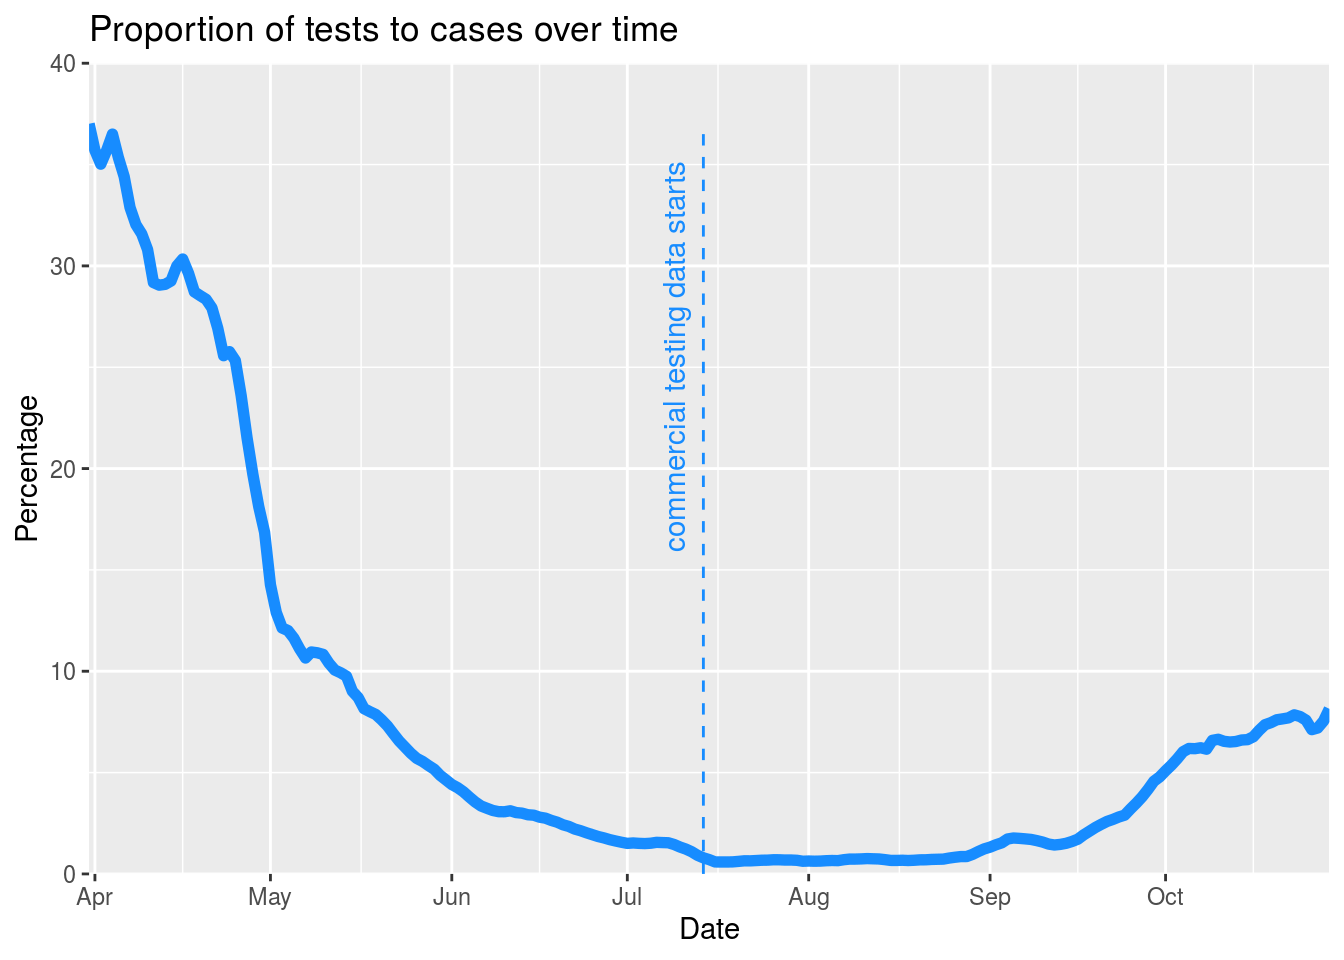 Proportion of tests to cases over time
40
30
20
10
0
Percentage
commercial testing data starts
Apr May Jun Jul Aug Sep Oct
Date